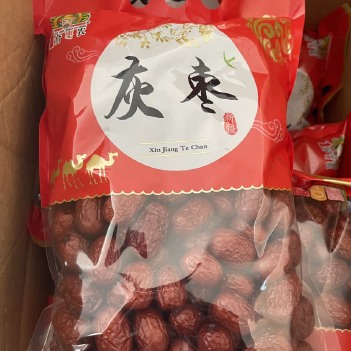 灰枣
Xin Jiang Te Chan